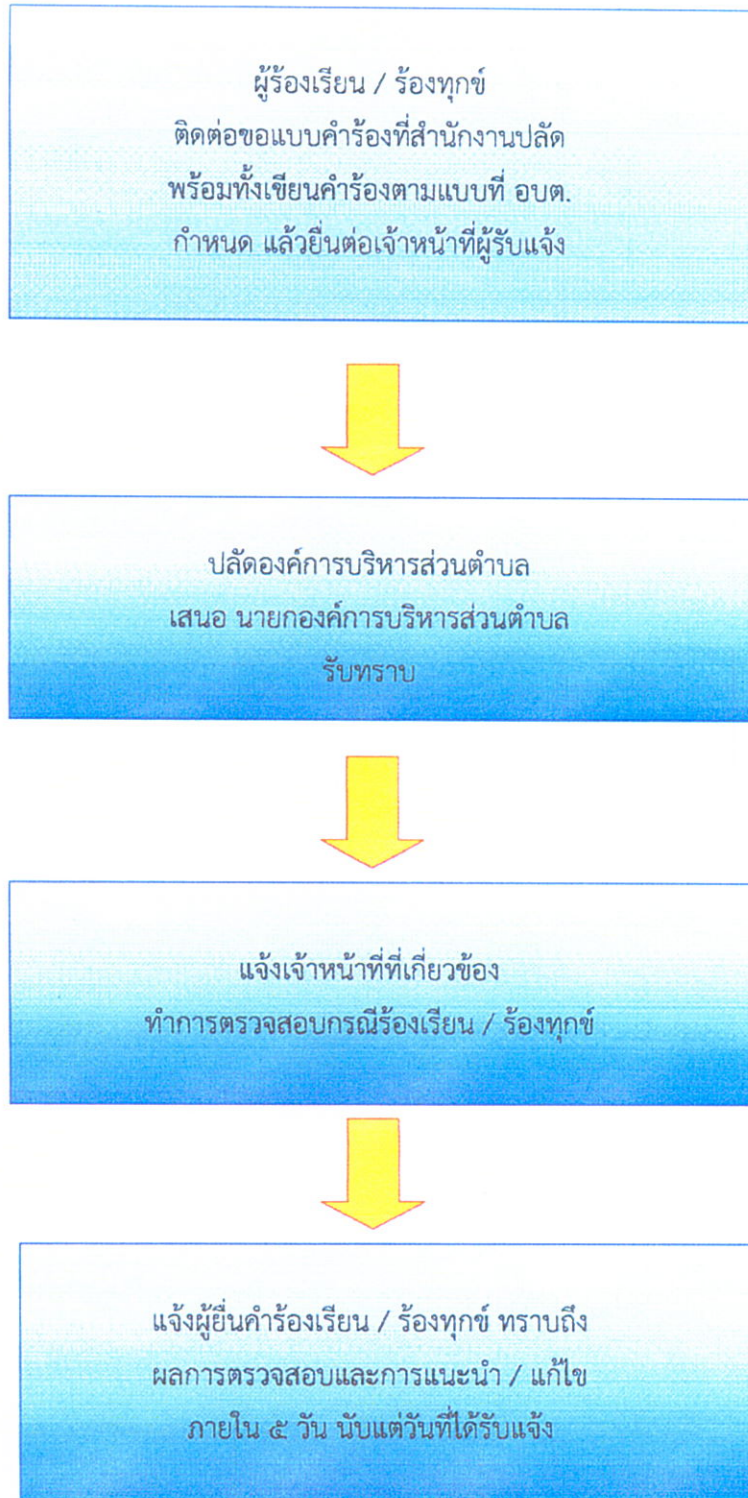 ผู้ร้องเรียน / ร้องทุกข์
ติดต่อขอแบบคำร้องที่สำนักงานปลัด
พร้อมทั้งเขียนคำร้องตามแบบที่ อบต.
กำหนด แล้วยื่นต่อเจ้าหน้าที่ผู้รับแจ้ง
ปลัดองค์การบริหารส่วนตำบล
เสนอ นายกองค์การบริหารส่วนตำบล
รับทราบ
แจ้งเจ้าหน้าที่ที่เกี่ยวข้อง
ทำการตรวจสอบกรณีร้องเรียน / ร้องทุกข์
แจ้งผู้ยื่นคำร้องเรียน / ร้องทุกข์ ทราบถึง
ผลการตรวจสอบและการแนะนำ / แก้ไข
ภายใน ๕ วัน นับแต่วันที่ได้รับแจ้ง